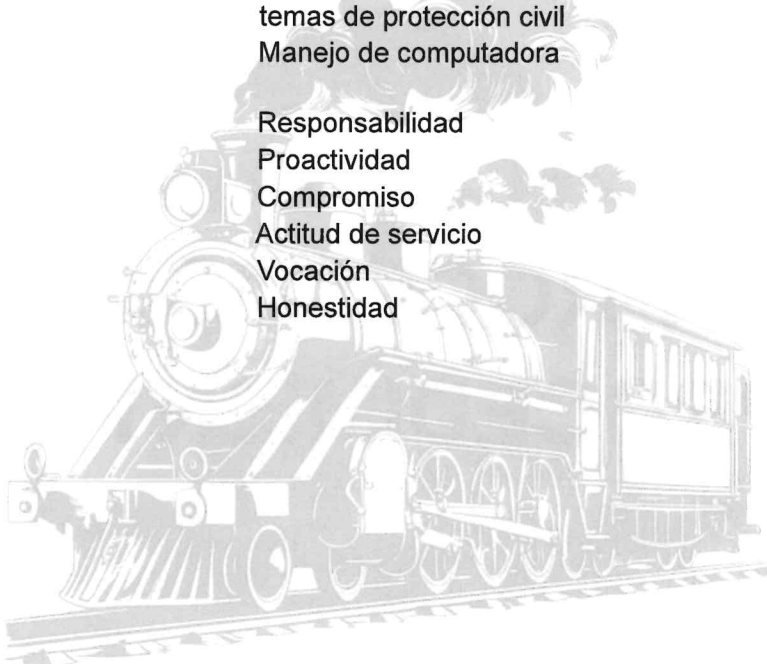 temas de protección civil
Manejo de computadora
Responsabilidad
Proactividad
Compromiso
Actitud de servicio
Vocación
Honestidad